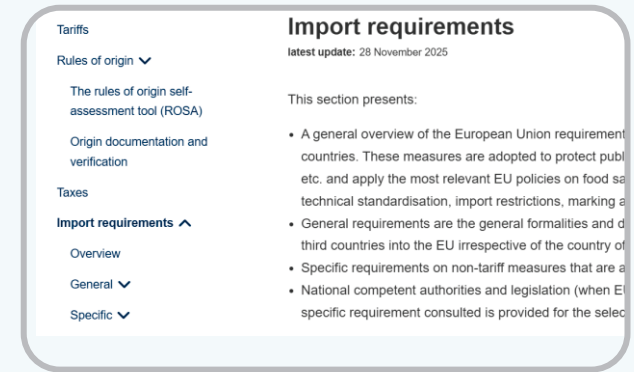 Tariffs
Rules of origin
The rules of origin self-
assessment tool (ROSA)
Origin documentation and
verification
Taxes
Import requirements
Overview
General
Specific
Import requirements
latest update: 28 November 2025
This section presents:
• A general overview of the European Union requirement
countries. These measures are adopted to protect publ
etc. and apply the most relevant EU policies on food sa
technical standardisation, import restrictions, marking a
• General requirements are the general formalities and d
third countries into the EU irrespective of the country of
• Specific requirements on non-tariff measures that are a
• National competent authorities and legislation (when E
specific requirement consulted is provided for the selec